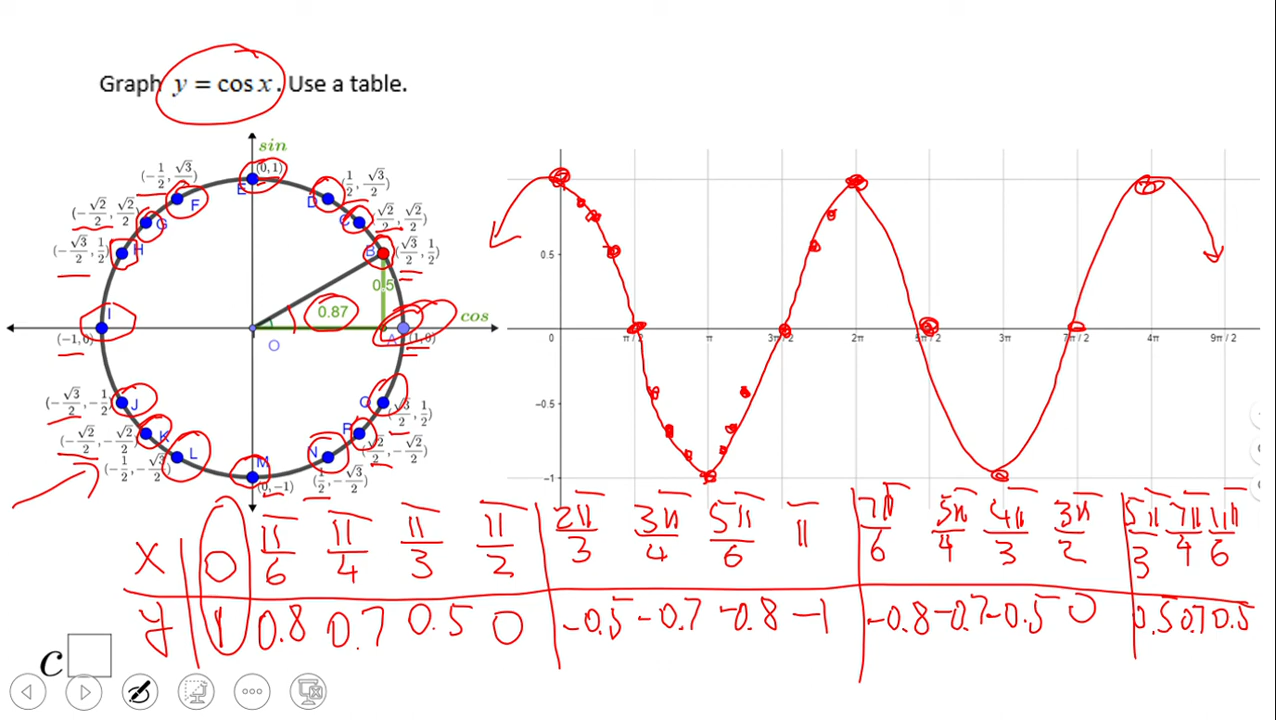 Graph y = cos x. Use a table.
sin
(0,1)
E
(-1/2, √3/2)
F
(1/2, √3/2)
D
(-√2/2, √2/2)
G
(√2/2, √2/2)
C
(-√3/2, 1/2)
H
(√3/2, 1/2)
B
0.5
0.87
I
(-1,0)
O
A
(1,0)
cos
(-√3/2, -1/2)
J
(√3/2, 1/2)
(-√2/2, -√2/2)
K
(√2/2, -√2/2)
P
(-1/2, -√3/2)
L
(1/2, -√3/2)
N
M
(0,-1)
0.5
0 π/2 π 3π/2 2π 5π/2 3π 7π/2 4π 9π/2
-0.5
-1
x 0 π/6 π/4 π/3 π/2 2π/3 3π/4 5π/6 π 7π/6 5π/4 4π/3 3π/2 5π/3 7π/4 11π/6
y 1 0.8 0.7 0.5 0 -0.5 -0.7 -0.8 -1 -0.8 -0.7 -0.5 0 0.5 0.7 0.5
c